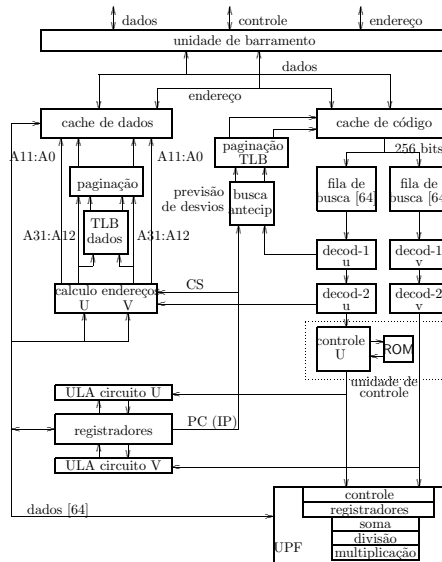 dados
controle
endereço
unidade de barramento
dados
endereço
cache de dados
cache de código
A11:A0
A11:A0
paginação
TLB
256 bits
paginação
previsão
de desvios
busca
antecip
fila de
busca [64]
fila de
busca [64]
TLB
dados
A31:A12
A31:A12
decod-1
u
decod-1
v
CS
calculo endereços
U V
decod-2
u
decod-2
v
controle
U
ROM
unidade de
controle
ULA circuito U
registradores
PC (IP)
ULA circuito V
dados [64]
controle
registradores
soma
divisão
multiplicação
UPF